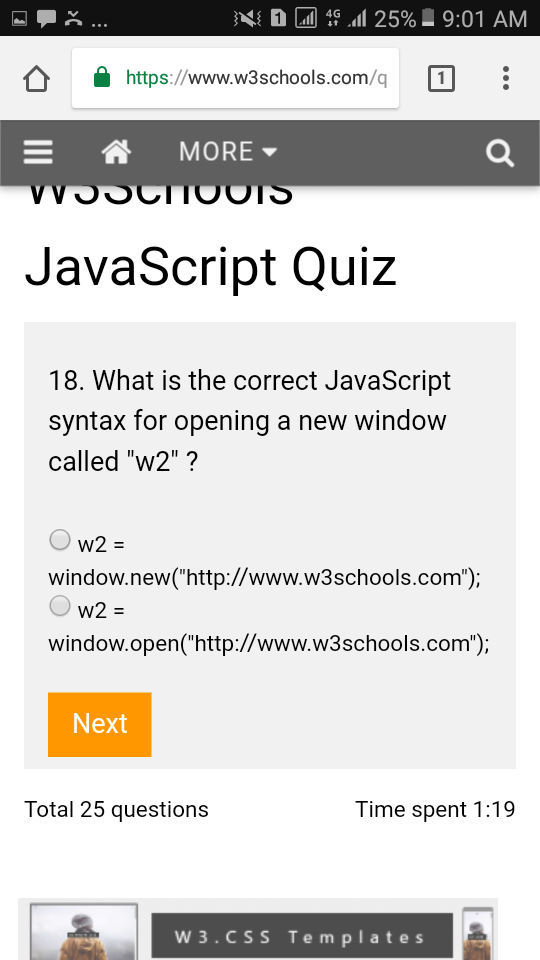 ... 1 4G 25% 9:01 AM
https://www.w3schools.com/q 1
MORE
W3Schools
JavaScript Quiz
18. What is the correct JavaScript
syntax for opening a new window
called "w2" ?
w2 =
window.new("http://www.w3schools.com");
w2 =
window.open("http://www.w3schools.com");
Next
Total 25 questions Time spent 1:19
W3.CSS Templates